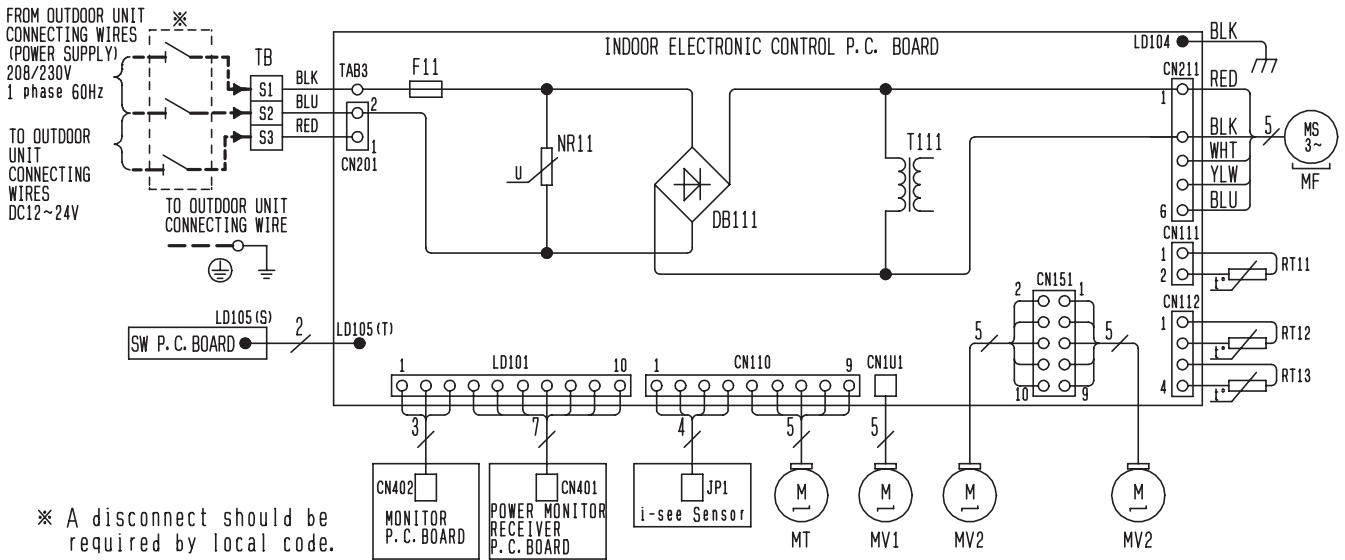 FROM OUTDOOR UNIT
CONNECTING WIRES
(POWER SUPPLY)
208/230V
1 phase 60Hz
※
TO OUTDOOR
UNIT
CONNECTING
WIRES
DC12~24V
TB
S1
S2
S3
BLK
BLU
RED
TAB3
2
1
CN201
F11
INDOOR ELECTRONIC CONTROL P.C. BOARD
LD104
BLK
CN211
1
6
RED
BLK
WHT
YLW
BLU
5
MS
3~
MF
NR11
U
DB111
T111
TO OUTDOOR UNIT
CONNECTING WIRE
CN111
1
2
t°
RT11
CN112
1
4
t°
RT12
t°
RT13
CN151
2
1
10
9
5
5
LD105(S)
SW P.C.BOARD
2
LD105(T)
1
LD101
10
1
CN110
9
CN1U1
3
7
4
5
5
CN402
MONITOR
P.C.BOARD
CN401
POWER MONITOR
RECEIVER
P.C.BOARD
JP1
i-see Sensor
M
MT
M
MV1
M
MV2
M
MV2
※ A disconnect should be
required by local code.